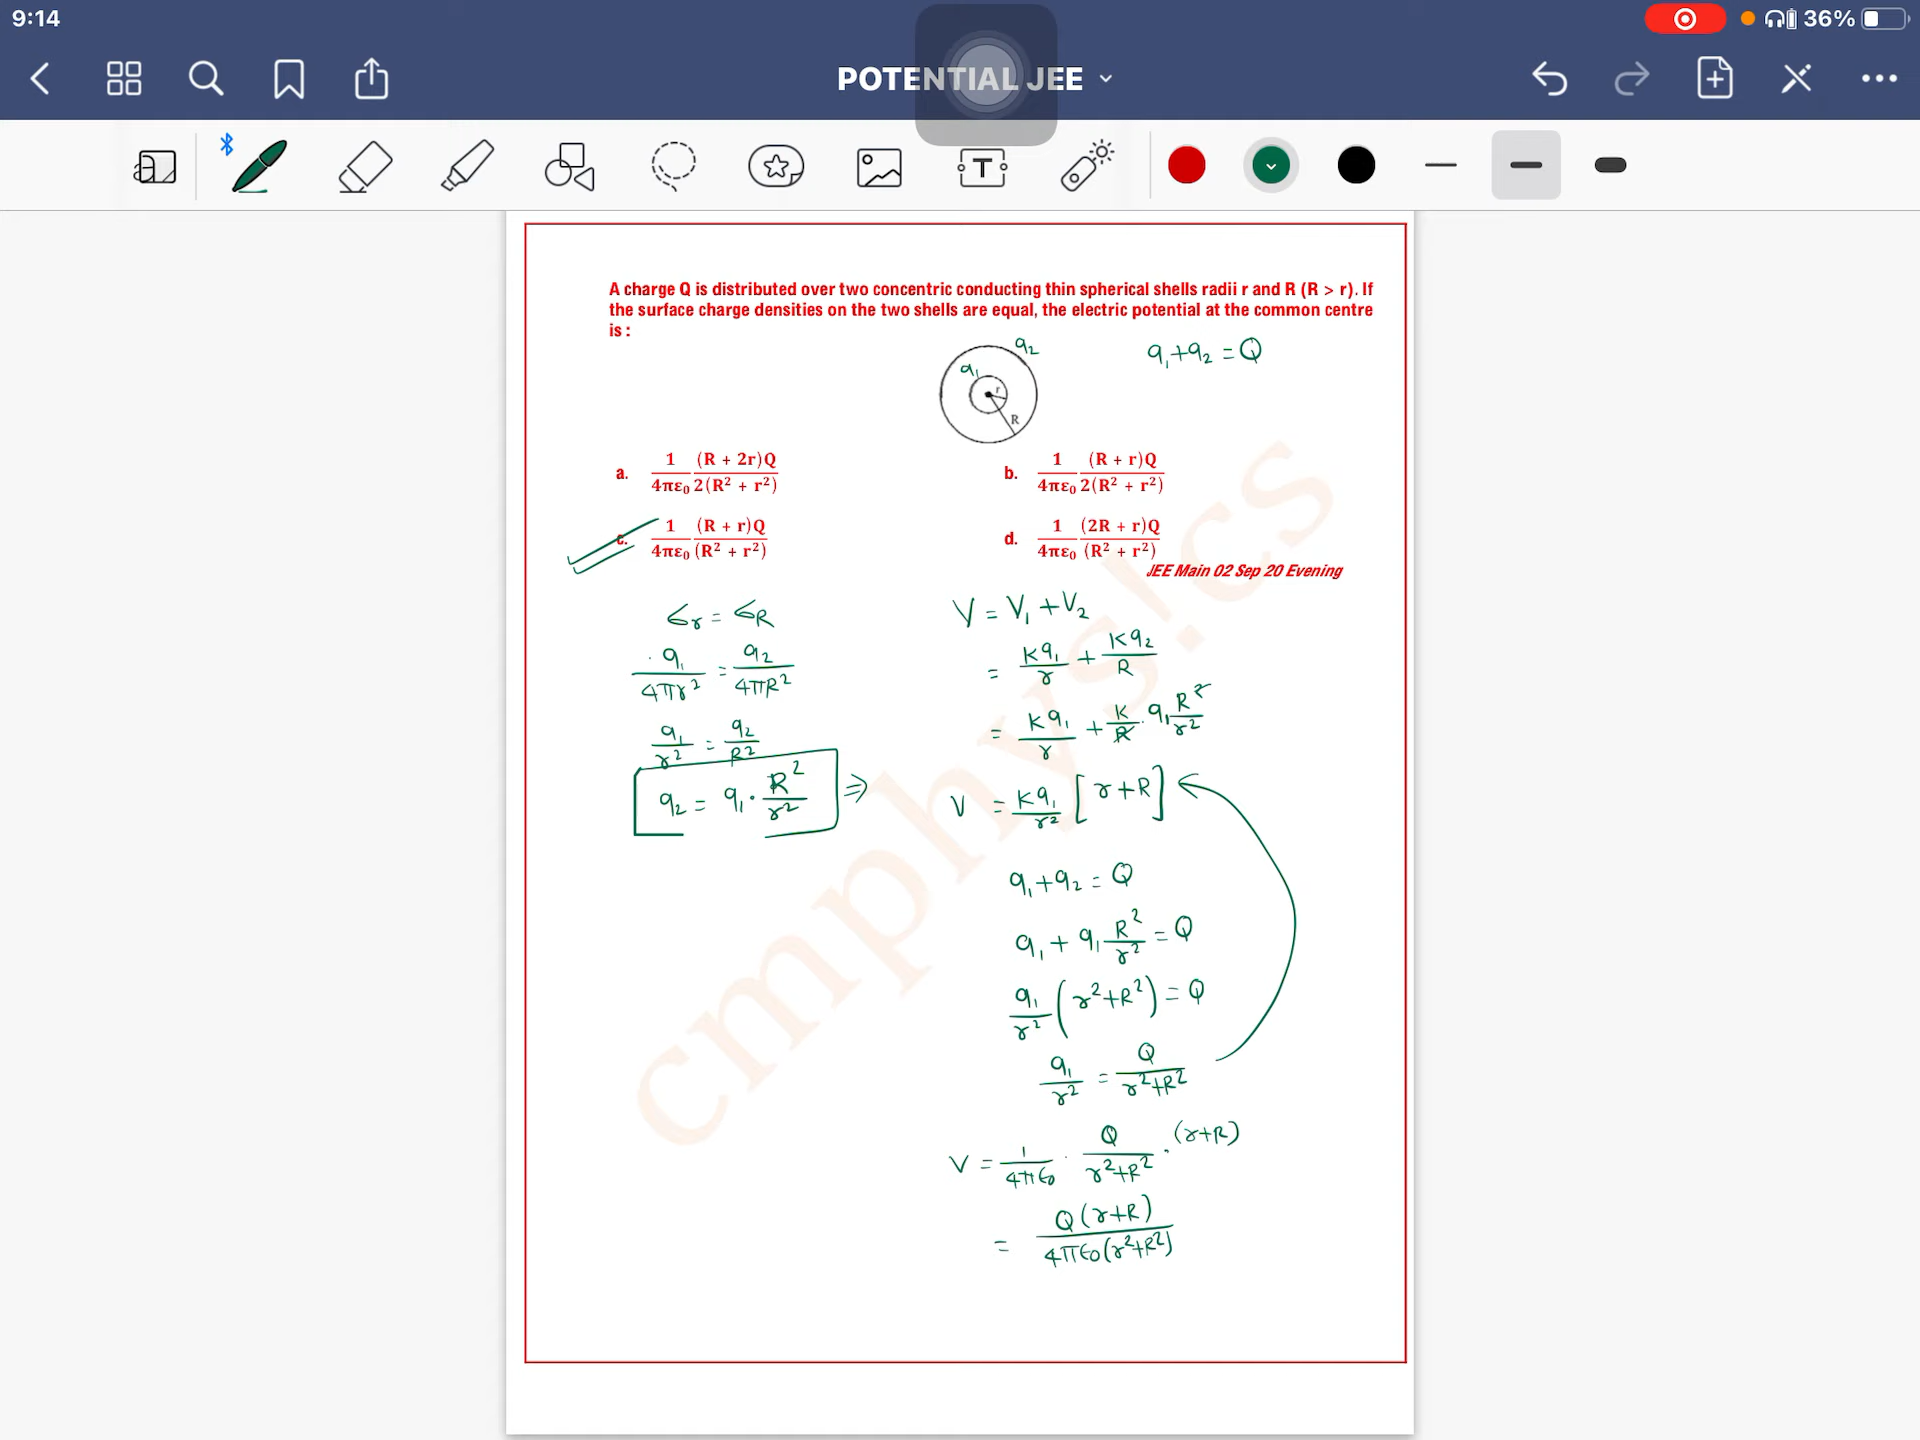 9:14
36%
POTENTIAL JEE
A charge Q is distributed over two concentric conducting thin spherical shells radii r and R (R > r). If
the surface charge densities on the two shells are equal, the electric potential at the common centre
is :
q₂
q₁
r
R
q₁+q₂ = Q
a. 1/4πε₀ (R + 2r)Q/2(R² + r²)
b. 1/4πε₀ (R + r)Q/2(R² + r²)
c. 1/4πε₀ (R + r)Q/(R² + r²)
d. 1/4πε₀ (2R + r)Q/(R² + r²)
JEE Main 02 Sep 20 Evening
σr = σR
q₁/4πr² = q₂/4πR²
q₁/r² = q₂/R²
q₂ = q₁ · R²/r² ⇒
V = V₁ + V₂
= Kq₁/r + Kq₂/R
= Kq₁/r + K/R · q₁ R²/r²
V = Kq₁/r² [r+R]
q₁+q₂ = Q
q₁ + q₁ R²/r² = Q
q₁/r² (r²+R²) = Q
q₁/r² = Q/r²+R²
V = 1/4πε₀ · Q/r²+R² · (r+R)
= Q(r+R)/4πε₀(r²+R²)
cmphys!cs